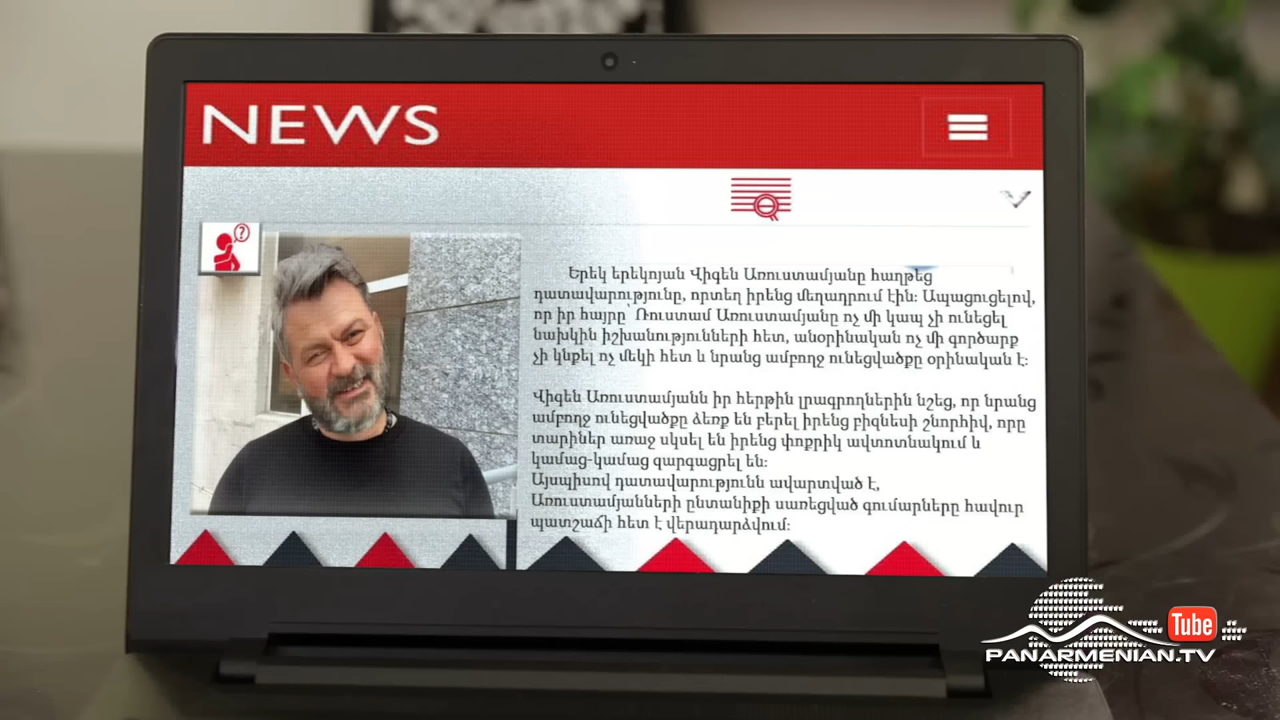 NEWS
Երեկ երեկոյան Վիգեն Առուստամյանը հաղթեց
դատավարությունը, որտեղ իրենց մեղադրում էին: Ապացուցելով,
որ իր հայրը՝ Ռուստամ Առուստամյանը ոչ մի կապ չի ունեցել
նախկին իշխանությունների հետ, անօրինական ոչ մի գործարք
չի կնքել ոչ մեկի հետ և նրանց ամբողջ ունեցվածքը օրինական է:
Վիգեն Առուստամյանն իր հերթին լրագրողներին նշեց, որ նրանց
ամբողջ ունեցվածքը ձեռք են բերել իրենց բիզնեսի շնորհիվ, որը
տարիներ առաջ սկսել են իրենց փոքրիկ ավտոտնակում և
կամաց-կամաց զարգացրել են:
Այսպիսով դատավարությունն ավարտված է,
Առուստամյանների ընտանիքի սառեցված գումարները հավուր
պատշաճի հետ է վերադարձվում:
Tube
PANARMENIAN.TV